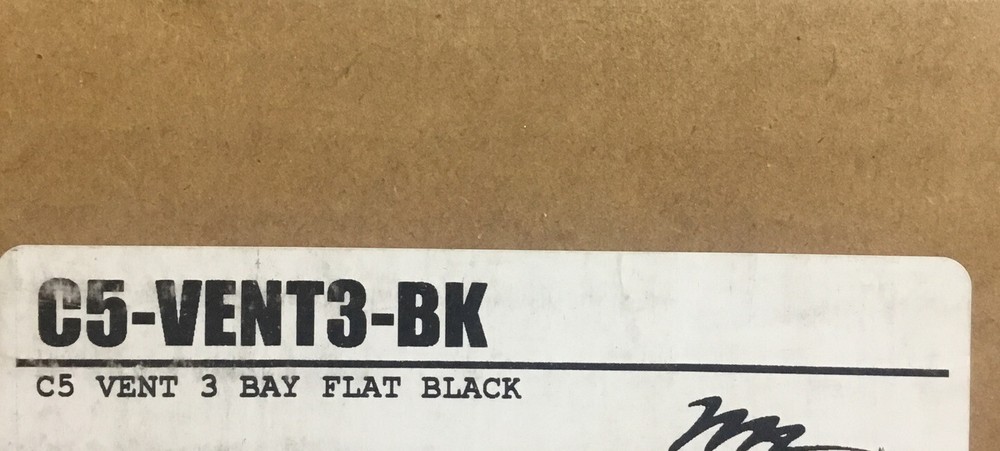 C5-VENT3-BK
C5 VENT 3 BAY FLAT BLACK